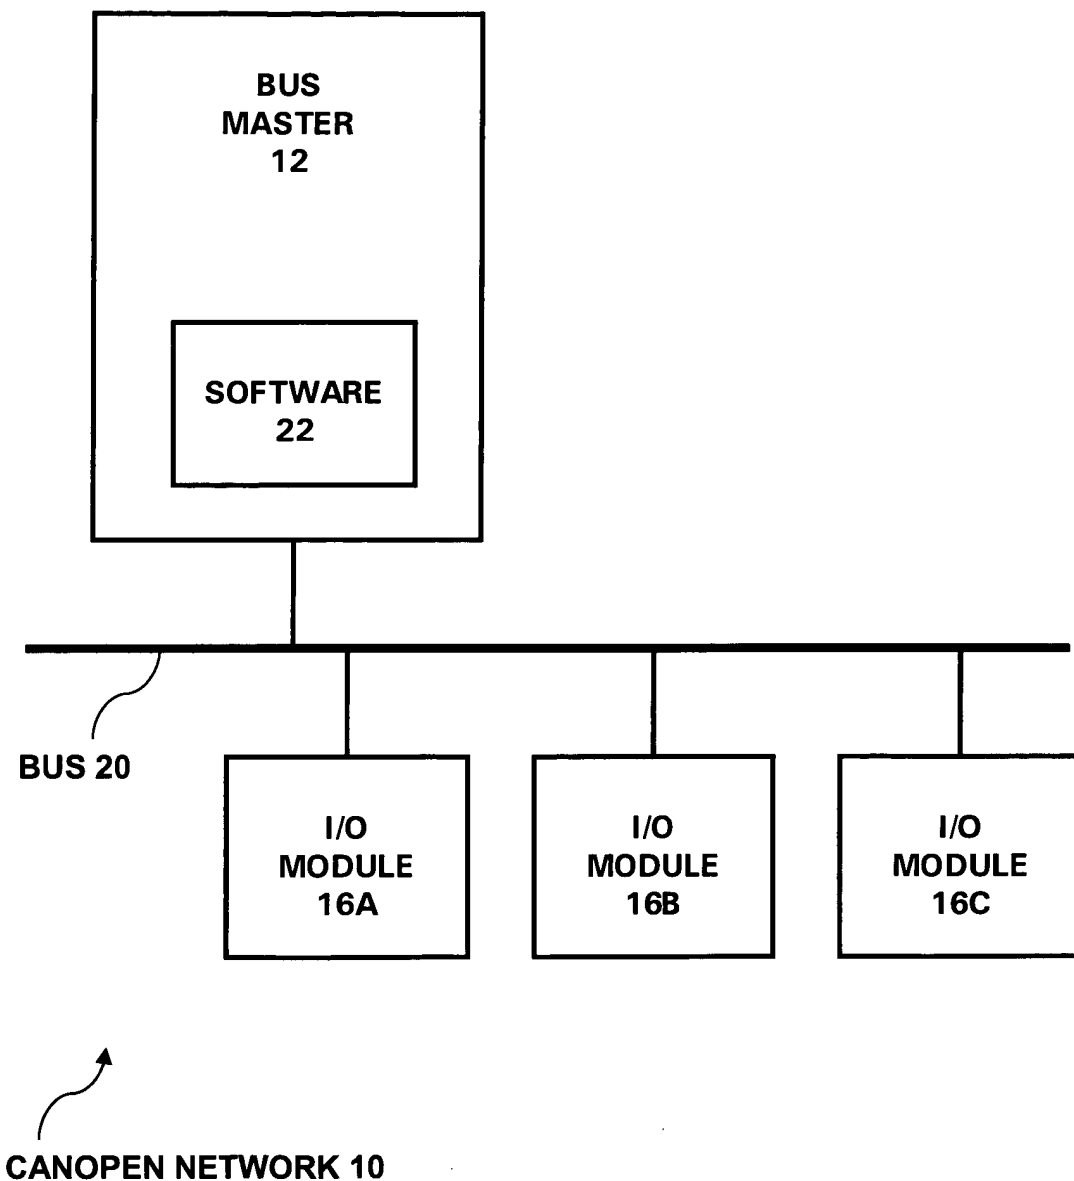 BUS
MASTER
12
SOFTWARE
22
BUS 20
I/O
MODULE
16A
I/O
MODULE
16B
I/O
MODULE
16C
CANOPEN NETWORK 10